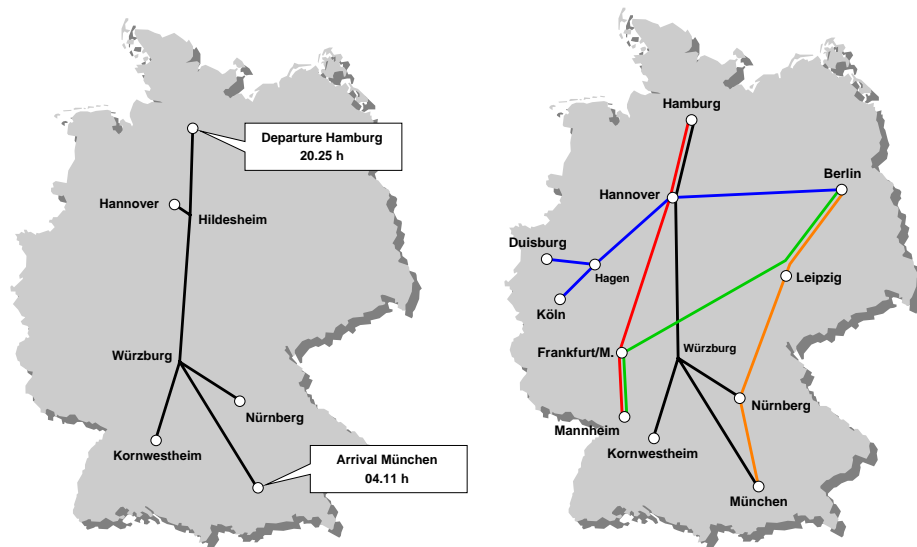 Departure Hamburg
20.25 h
Hannover
Hildesheim
Würzburg
Nürnberg
Kornwestheim
Arrival München
04.11 h
Hamburg
Berlin
Hannover
Duisburg
Hagen
Leipzig
Köln
Frankfurt/M.
Würzburg
Nürnberg
Mannheim
Kornwestheim
München